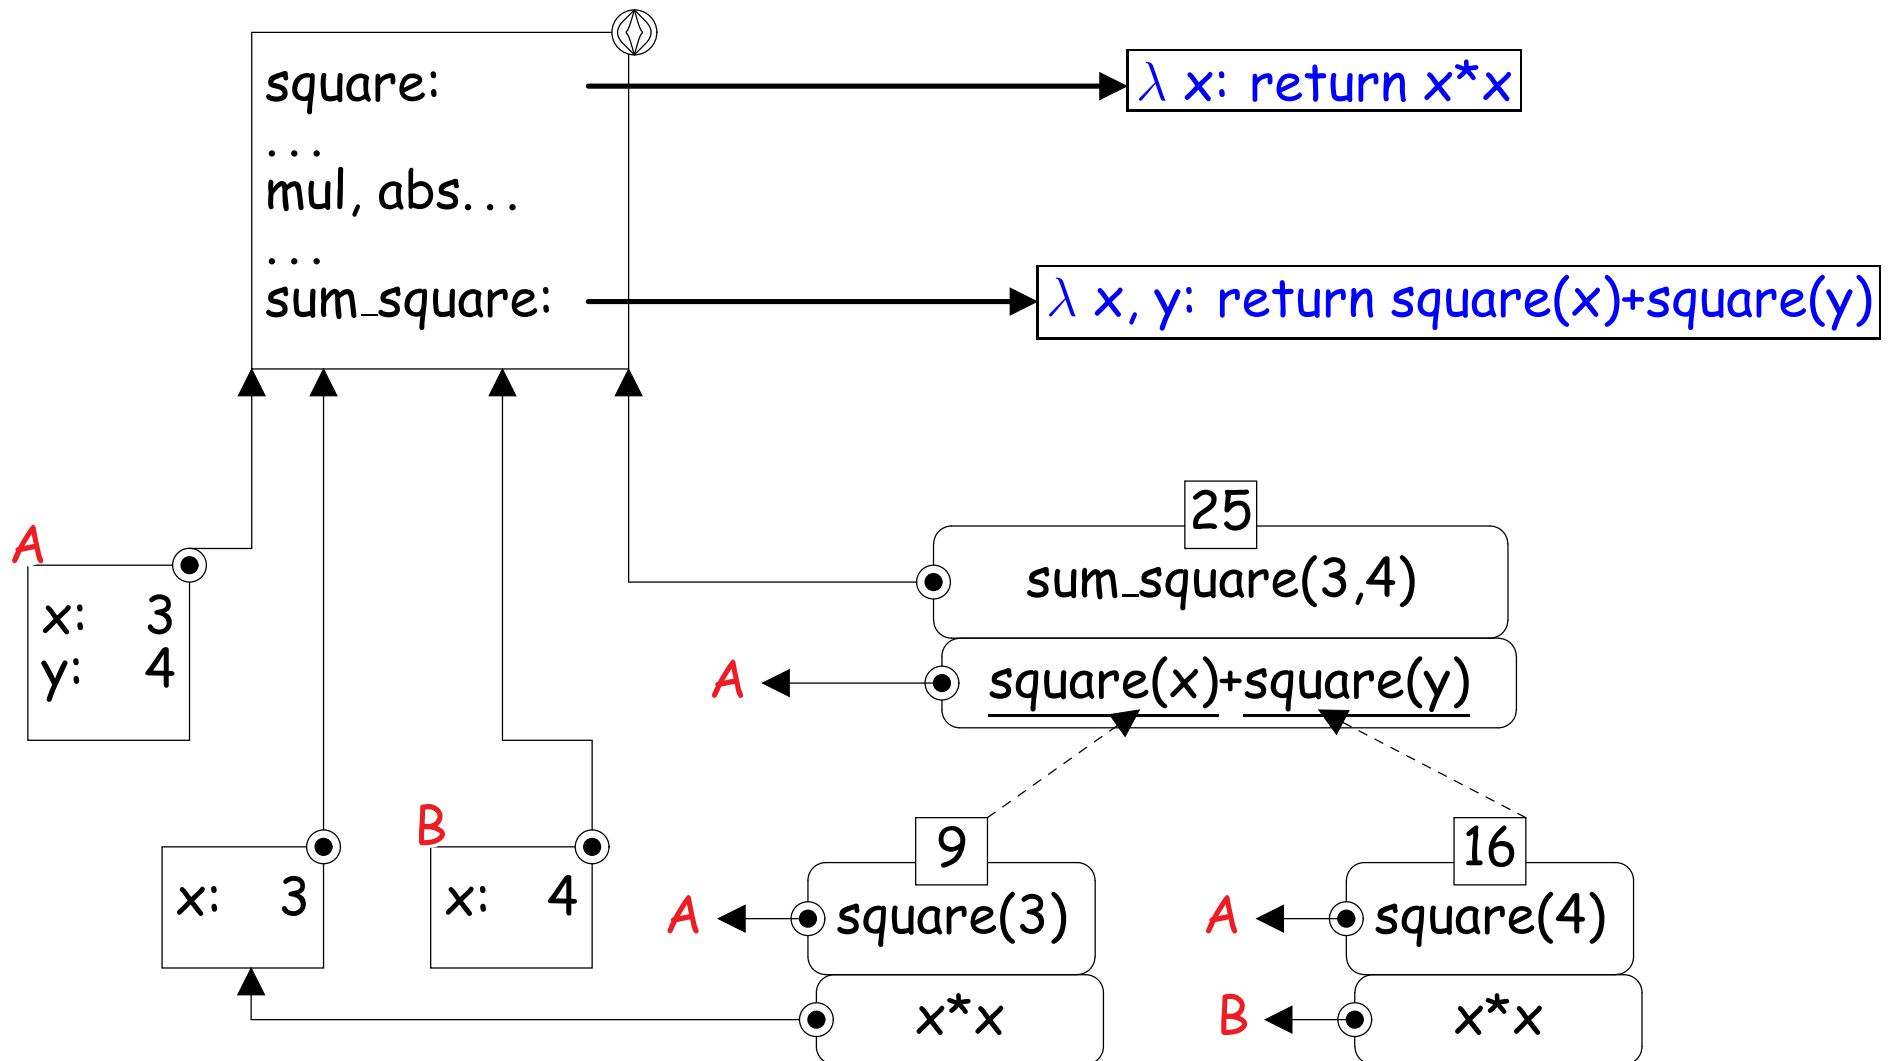 square:
λ x: return x*x
...
mul, abs...
...
sum_square:
λ x, y: return square(x)+square(y)
A
x: 3
y: 4
25
sum_square(3,4)
A
square(x)+square(y)
x: 3
B
x: 4
9
A
square(3)
x*x
16
A
square(4)
B
x*x